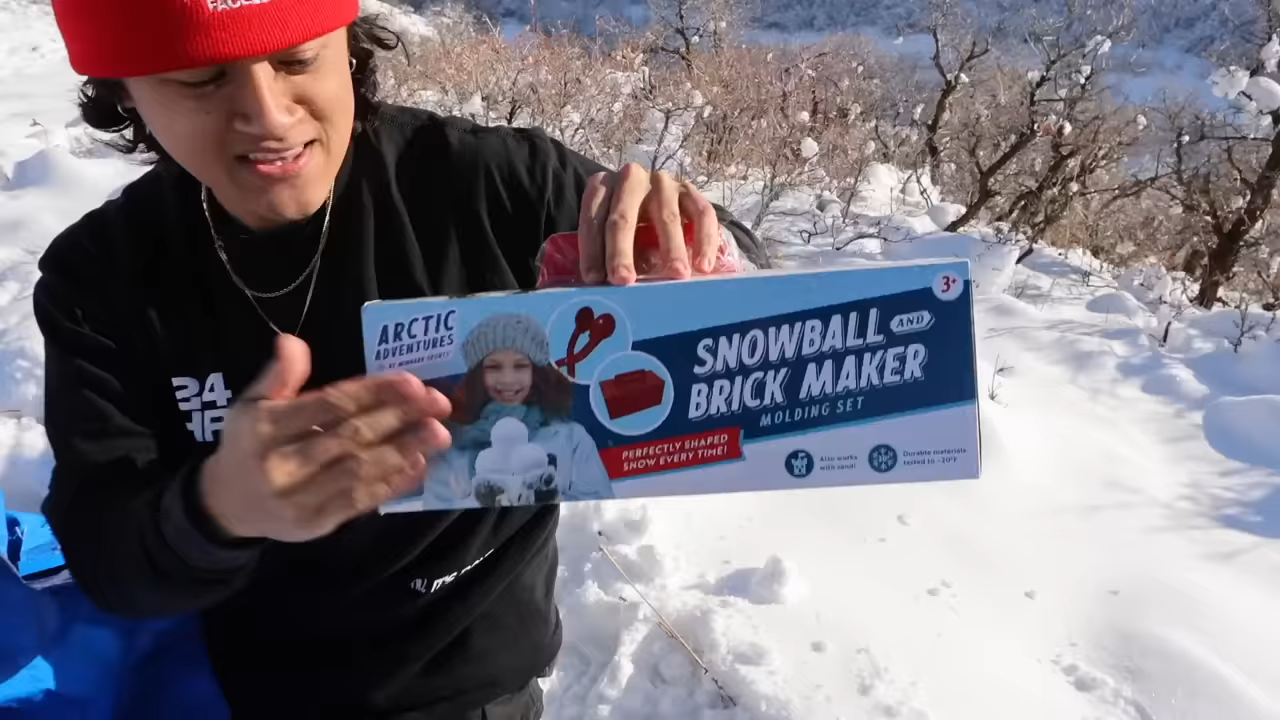 ARCTIC
ADVENTURES
3+
SNOWBALL AND
BRICK MAKER
MOLDING SET
PERFECTLY SHAPED
SNOW EVERY TIME!
Also works
with sand!
Durable materials
tested to -20°F
24